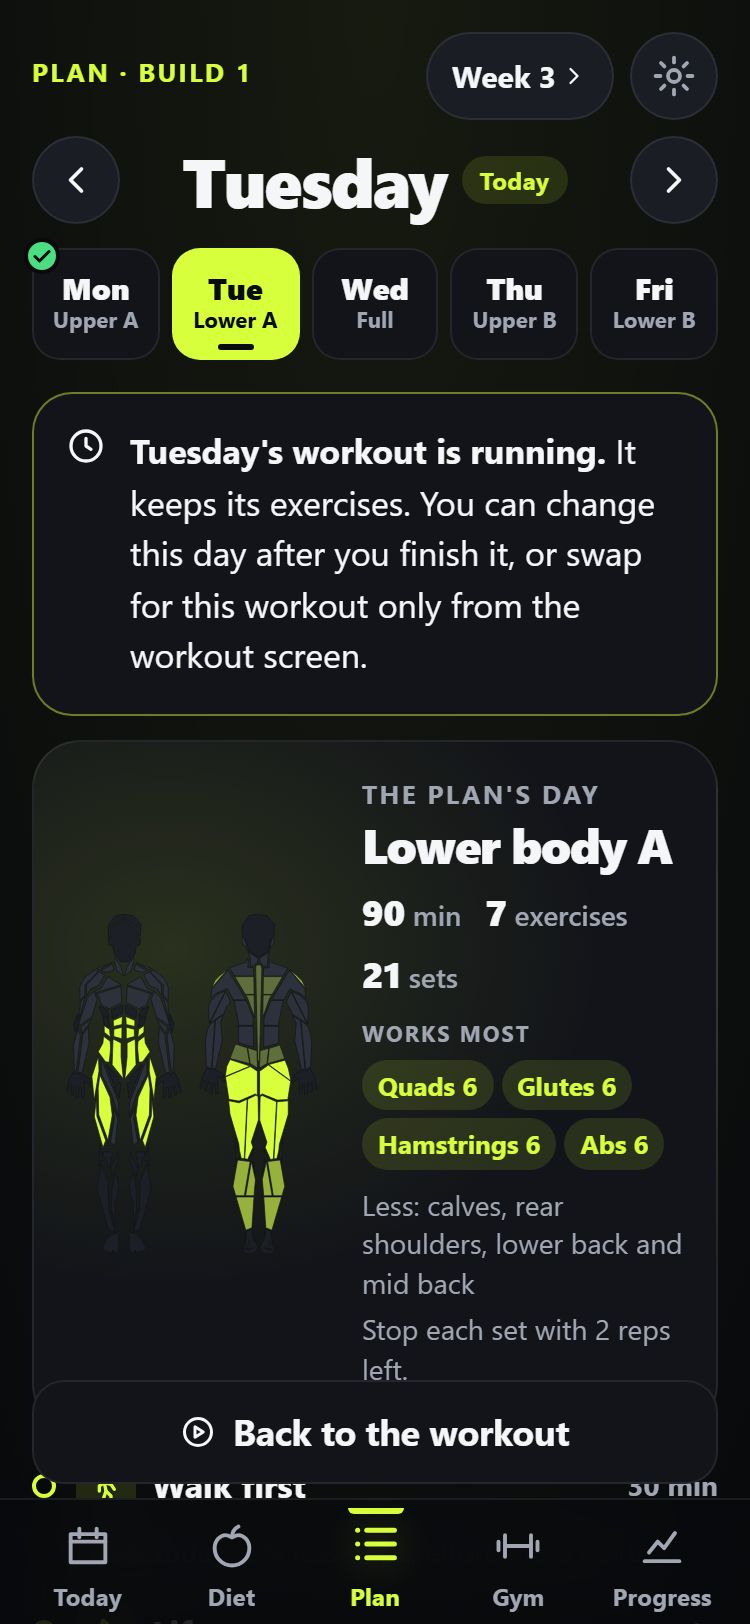 PLAN · BUILD 1
Week 3
Tuesday Today
Mon
Upper A
Tue
Lower A
Wed
Full
Thu
Upper B
Fri
Lower B
Tuesday's workout is running. It
keeps its exercises. You can change
this day after you finish it, or swap
for this workout only from the
workout screen.
THE PLAN'S DAY
Lower body A
90 min 7 exercises
21 sets
WORKS MOST
Quads 6 Glutes 6
Hamstrings 6 Abs 6
Less: calves, rear
shoulders, lower back and
mid back
Stop each set with 2 reps
left.
Back to the workout
Walk first 30 min
Today
Diet
Plan
Gym
Progress